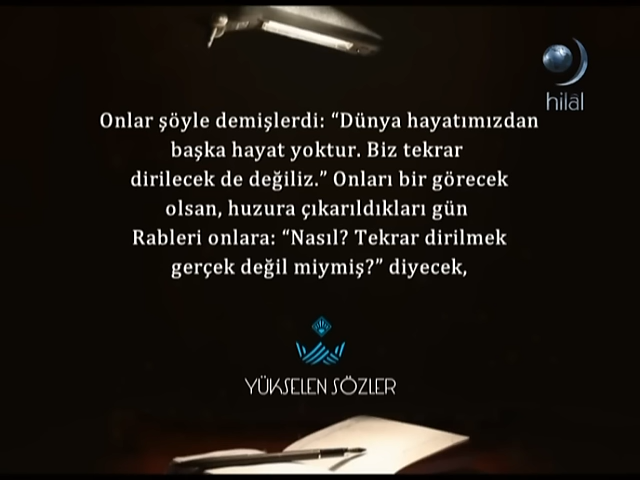 hilâl
Onlar şöyle demişlerdi: “Dünya hayatımızdan
başka hayat yoktur. Biz tekrar
dirilecek de değiliz.” Onları bir görecek
olsan, huzura çıkarıldıkları gün
Rableri onlara: “Nasıl? Tekrar dirilmek
gerçek değil miymiş?” diyecek,
YÜKSELEN SÖZLER